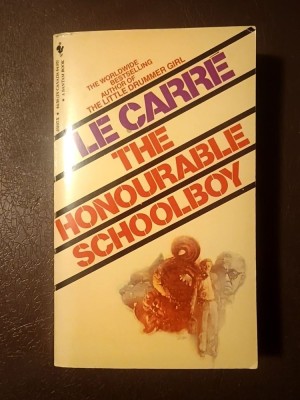 THE WORLDWIDE
BESTSELLING
AUTHOR OF
THE LITTLE DRUMMER GIRL
LE CARRE
THE
HONOURABLE
SCHOOLBOY